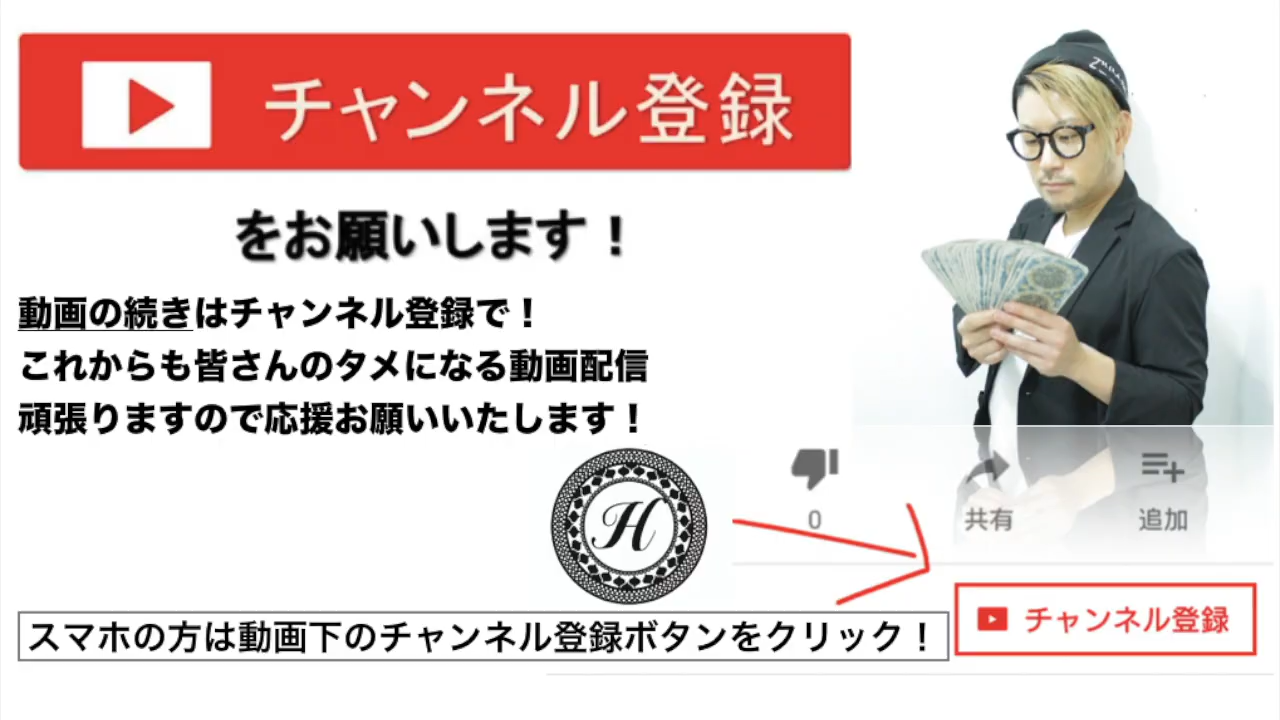 チャンネル登録
をお願いします！
動画の続きはチャンネル登録で！
これからも皆さんのタメになる動画配信
頑張りますので応援お願いいたします！
H
0
共有
追加
チャンネル登録
スマホの方は動画下のチャンネル登録ボタンをクリック！